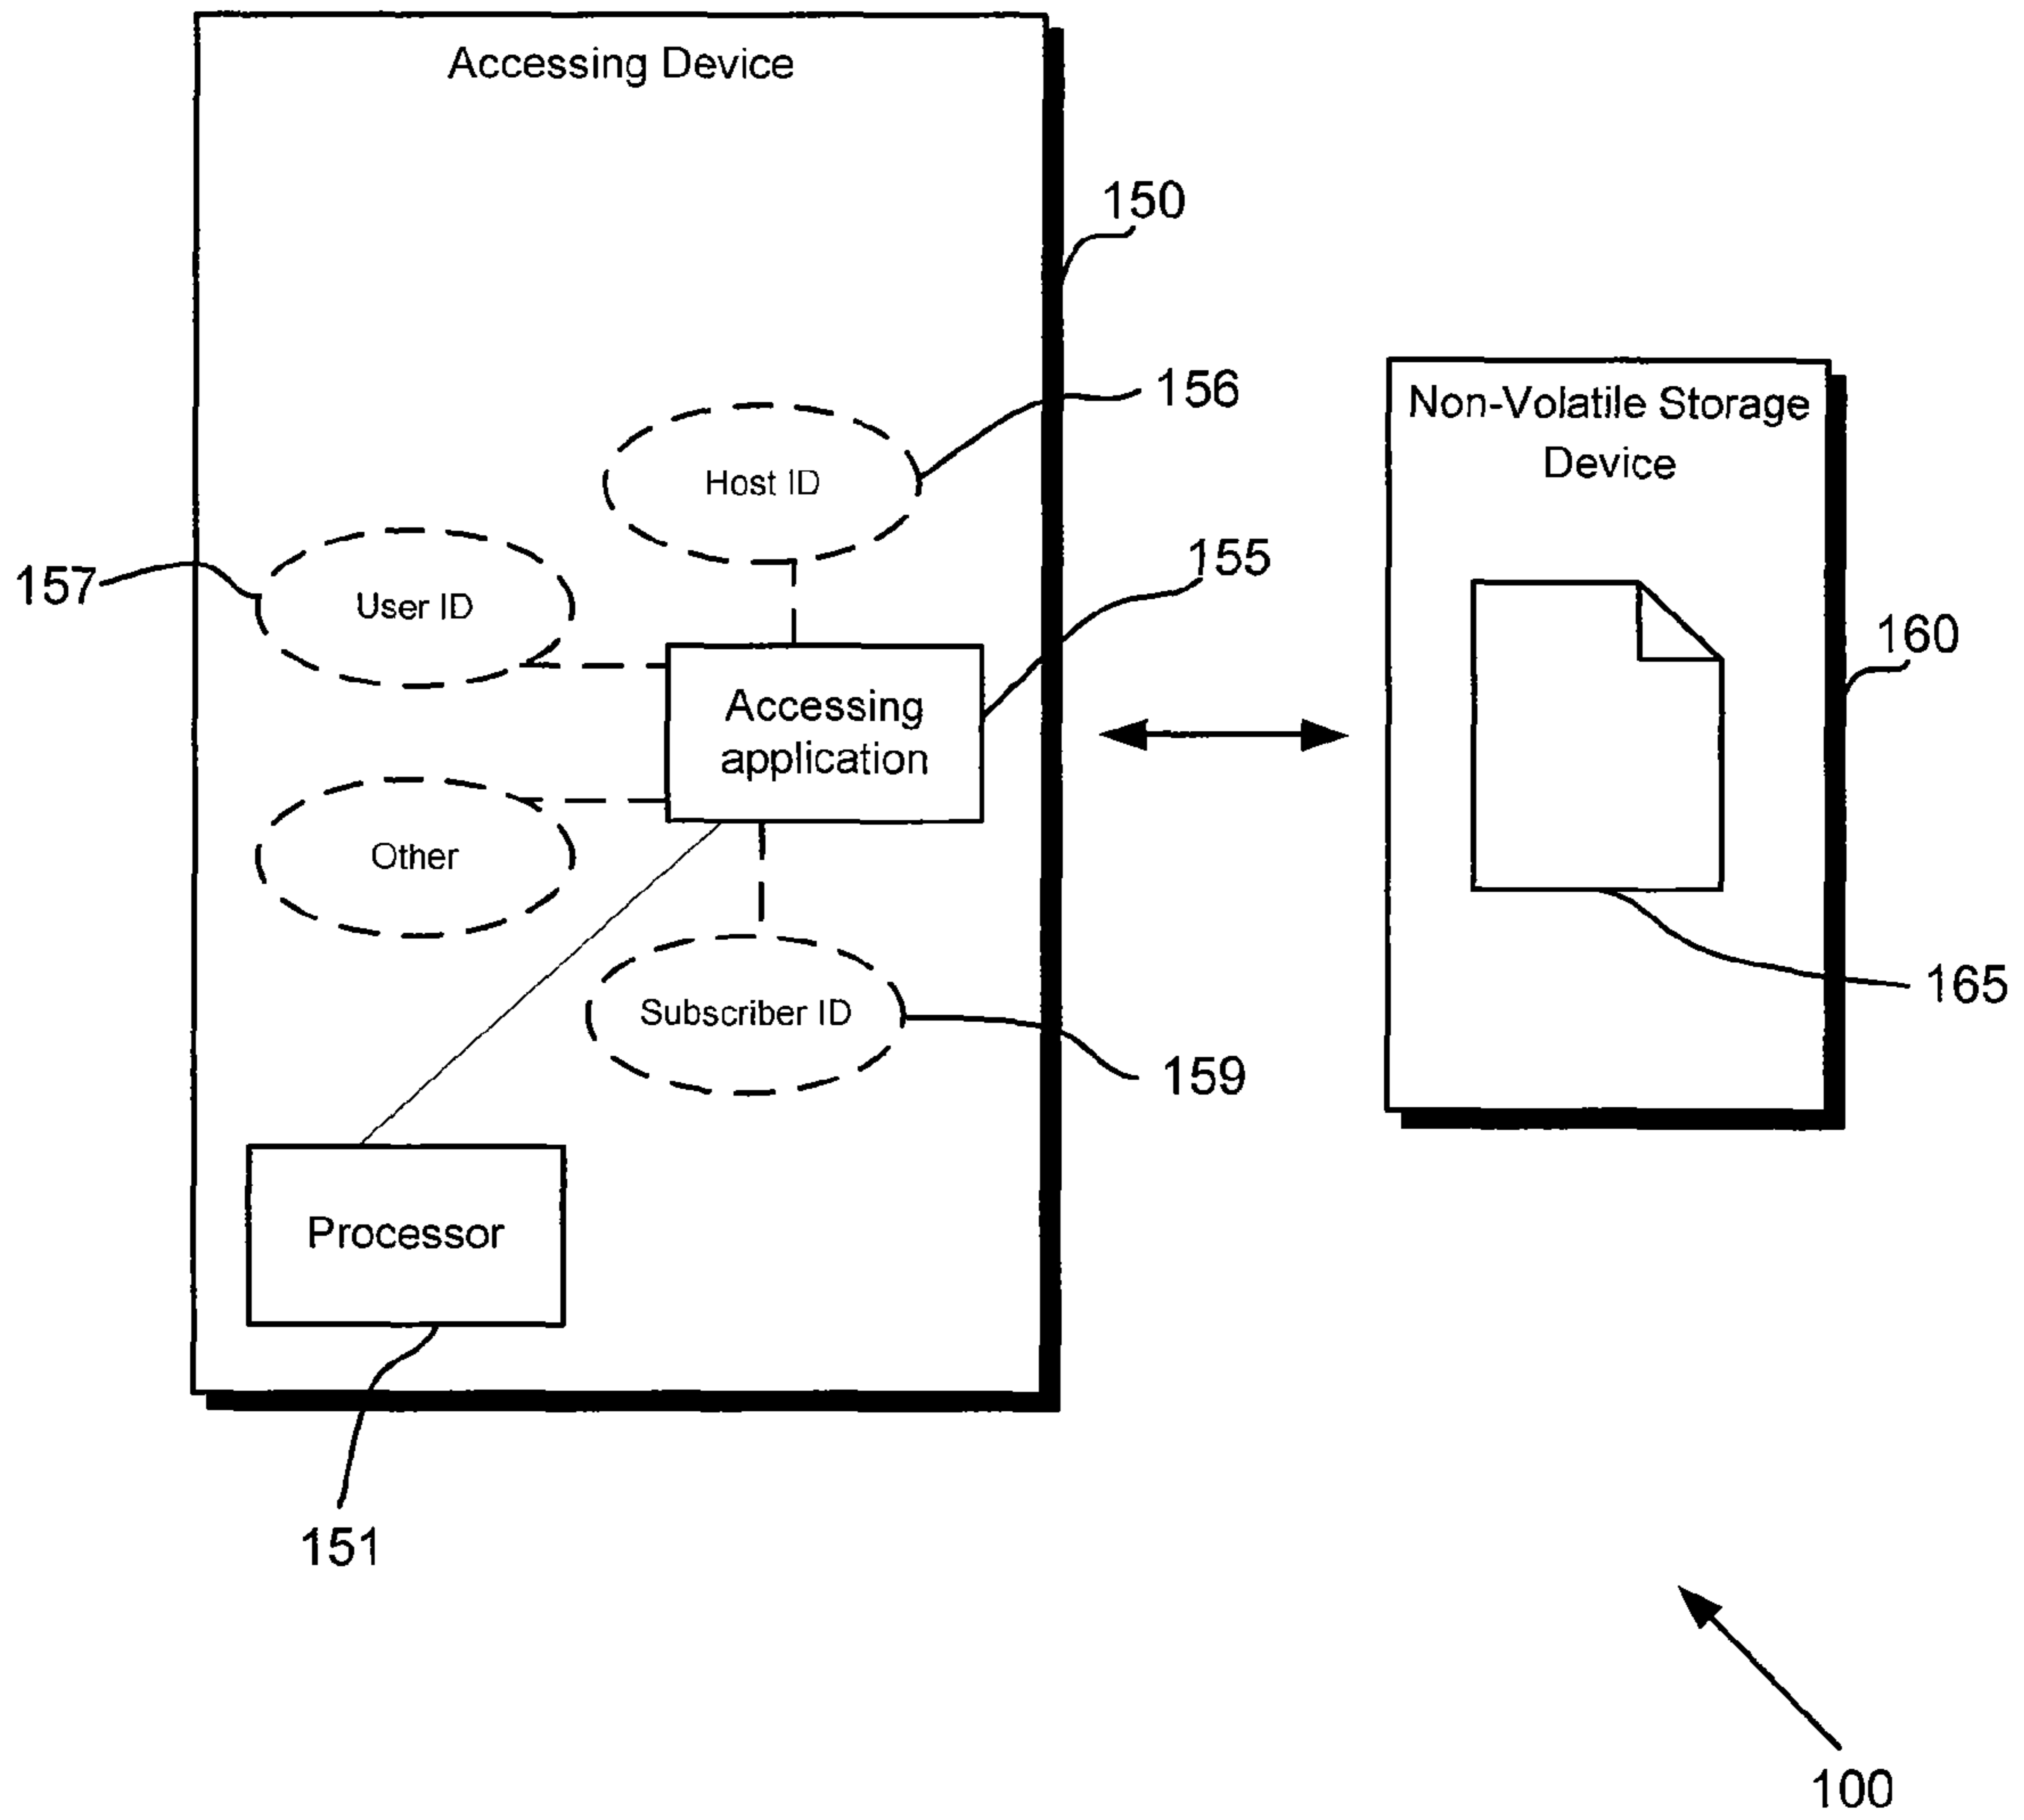 Accessing Device
150
156
Non-Volatile Storage
Device
Host ID
155
157
User ID
160
Accessing
application
Other
165
Subscriber ID
159
Processor
151
100